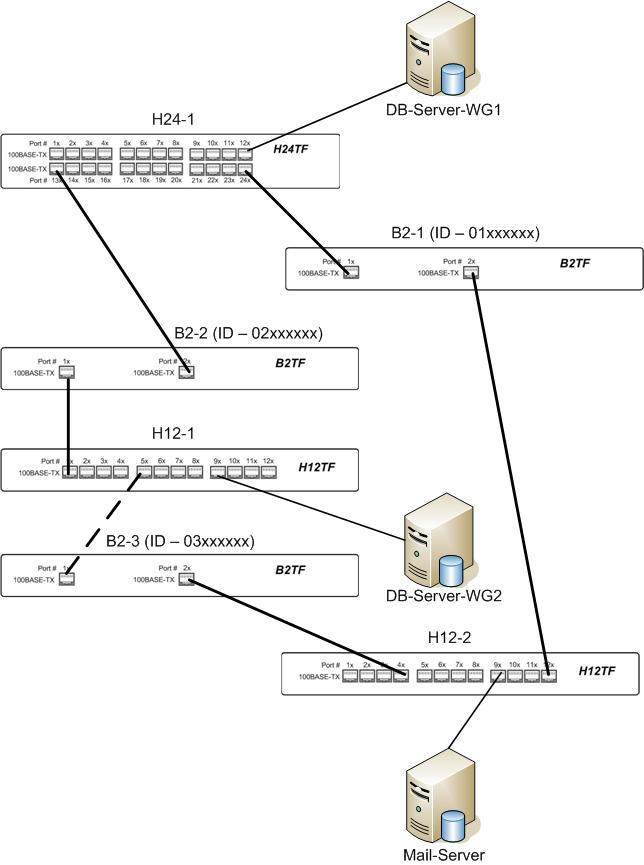 DB-Server-WG1
H24-1
Port # 1x 2x 3x 4x 5x 6x 7x 8x 9x 10x 11x 12x
H24TF
100BASE-TX
100BASE-TX
Port # 13x 14x 15x 16x 17x 18x 19x 20x 21x 22x 23x 24x
B2-1 (ID – 01xxxxxx)
Port # 1x Port # 2x
B2TF
100BASE-TX 100BASE-TX
B2-2 (ID – 02xxxxxx)
Port # 1x Port # 2x
B2TF
100BASE-TX 100BASE-TX
H12-1
Port # 1x 2x 3x 4x 5x 6x 7x 8x 9x 10x 11x 12x
H12TF
100BASE-TX
B2-3 (ID – 03xxxxxx)
Port # 1x Port # 2x
B2TF
100BASE-TX 100BASE-TX
DB-Server-WG2
H12-2
Port # 1x 2x 3x 4x 5x 6x 7x 8x 9x 10x 11x 12x
H12TF
100BASE-TX
Mail-Server